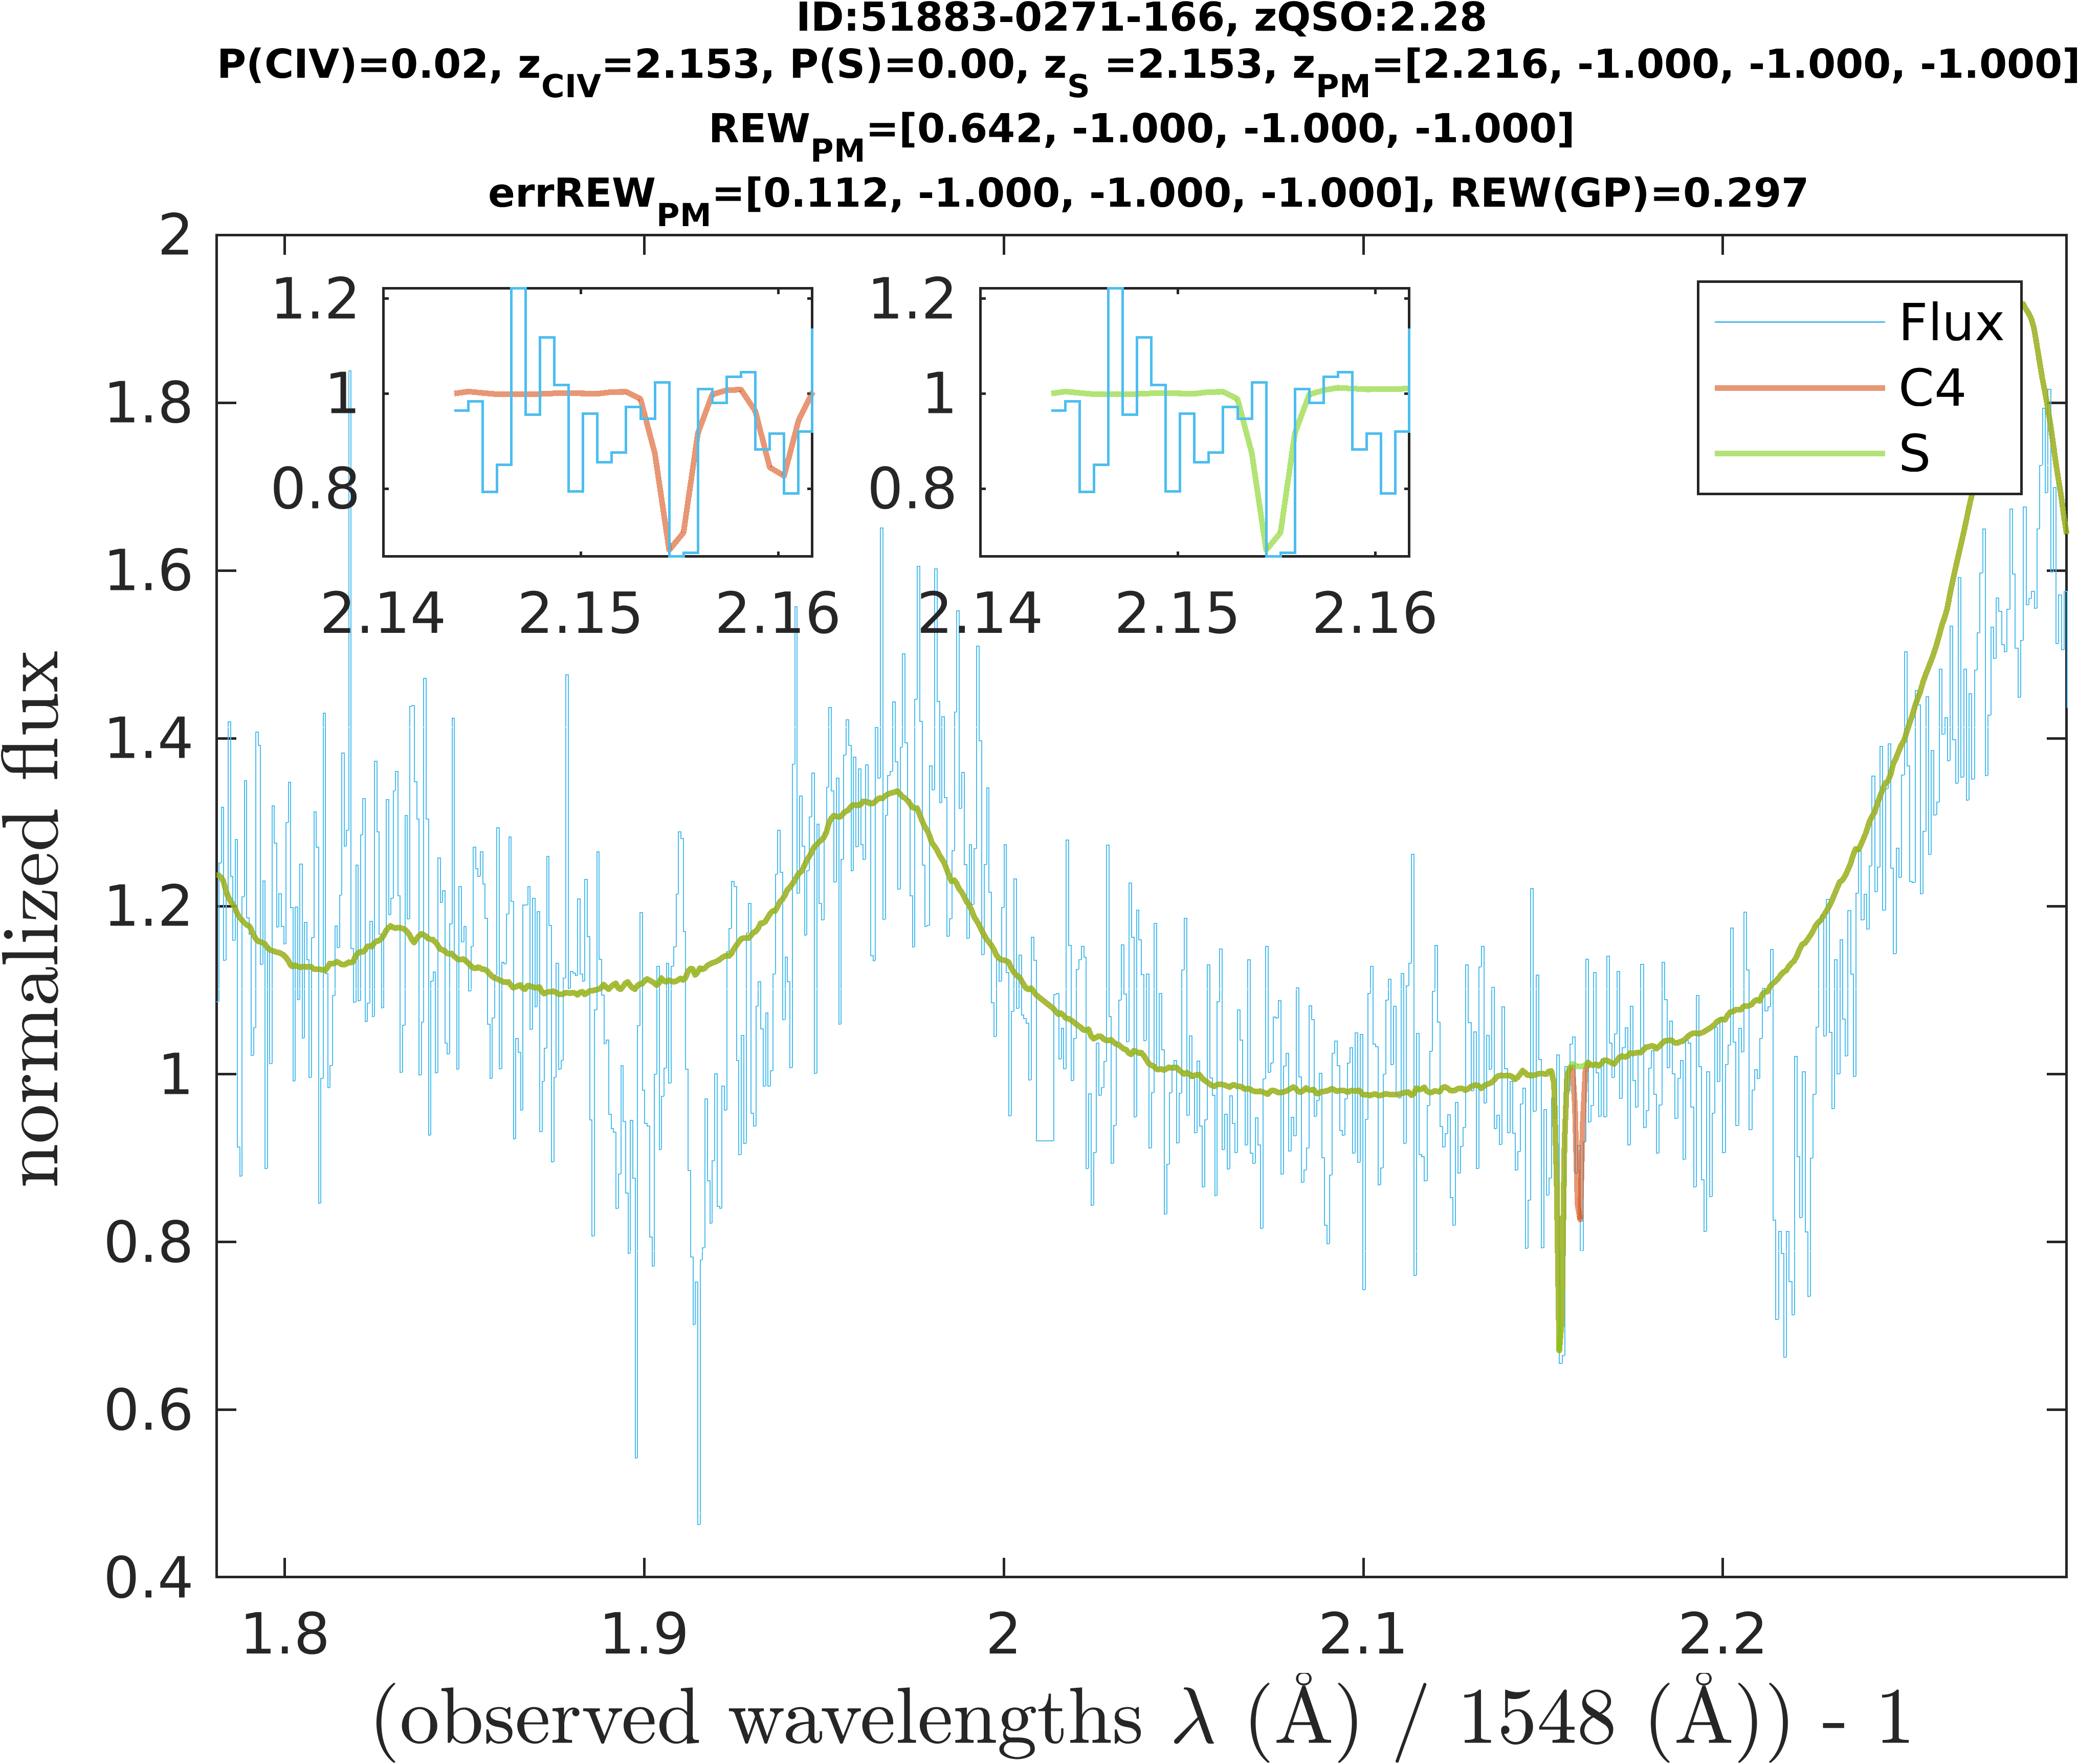 ID:51883-0271-166, zQSO:2.28
P(CIV)=0.02, zCIV=2.153, P(S)=0.00, zS =2.153, zPM=[2.216, -1.000, -1.000, -1.000]
REWPM=[0.642, -1.000, -1.000, -1.000]
errREWPM=[0.112, -1.000, -1.000, -1.000], REW(GP)=0.297
2
1.8
1.6
1.4
1.2
1
0.8
0.6
0.4
normalized flux
1.2
1
0.8
2.14
2.15
2.16
1.2
1
0.8
2.14
2.15
2.16
Flux
C4
S
1.8
1.9
2
2.1
2.2
(observed wavelengths λ (Å) / 1548 (Å)) - 1